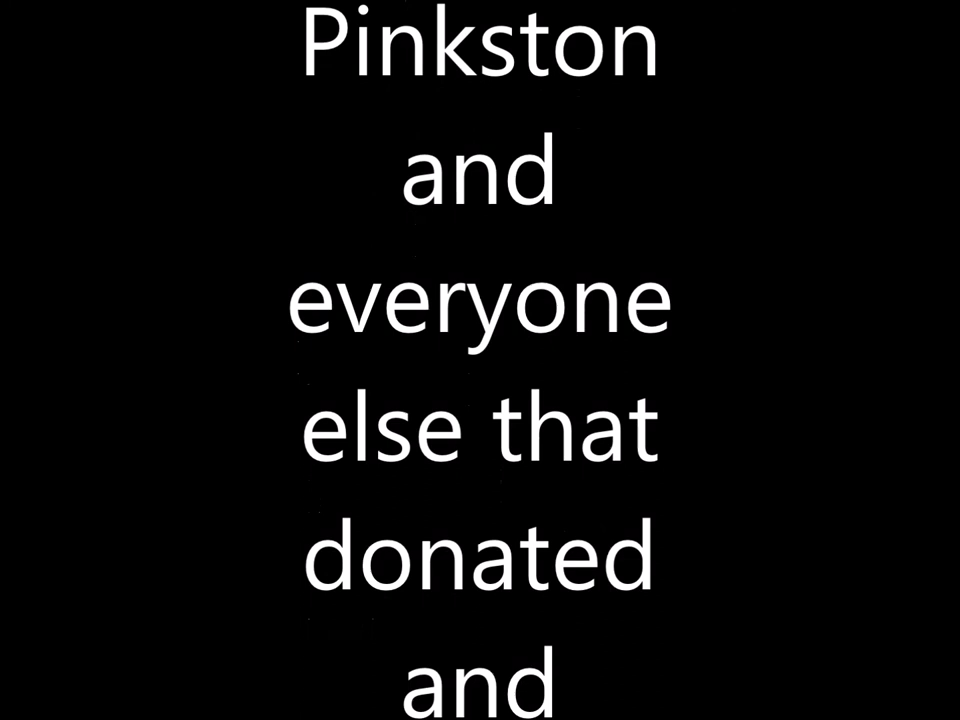 Pinkston
and
everyone
else that
donated
and